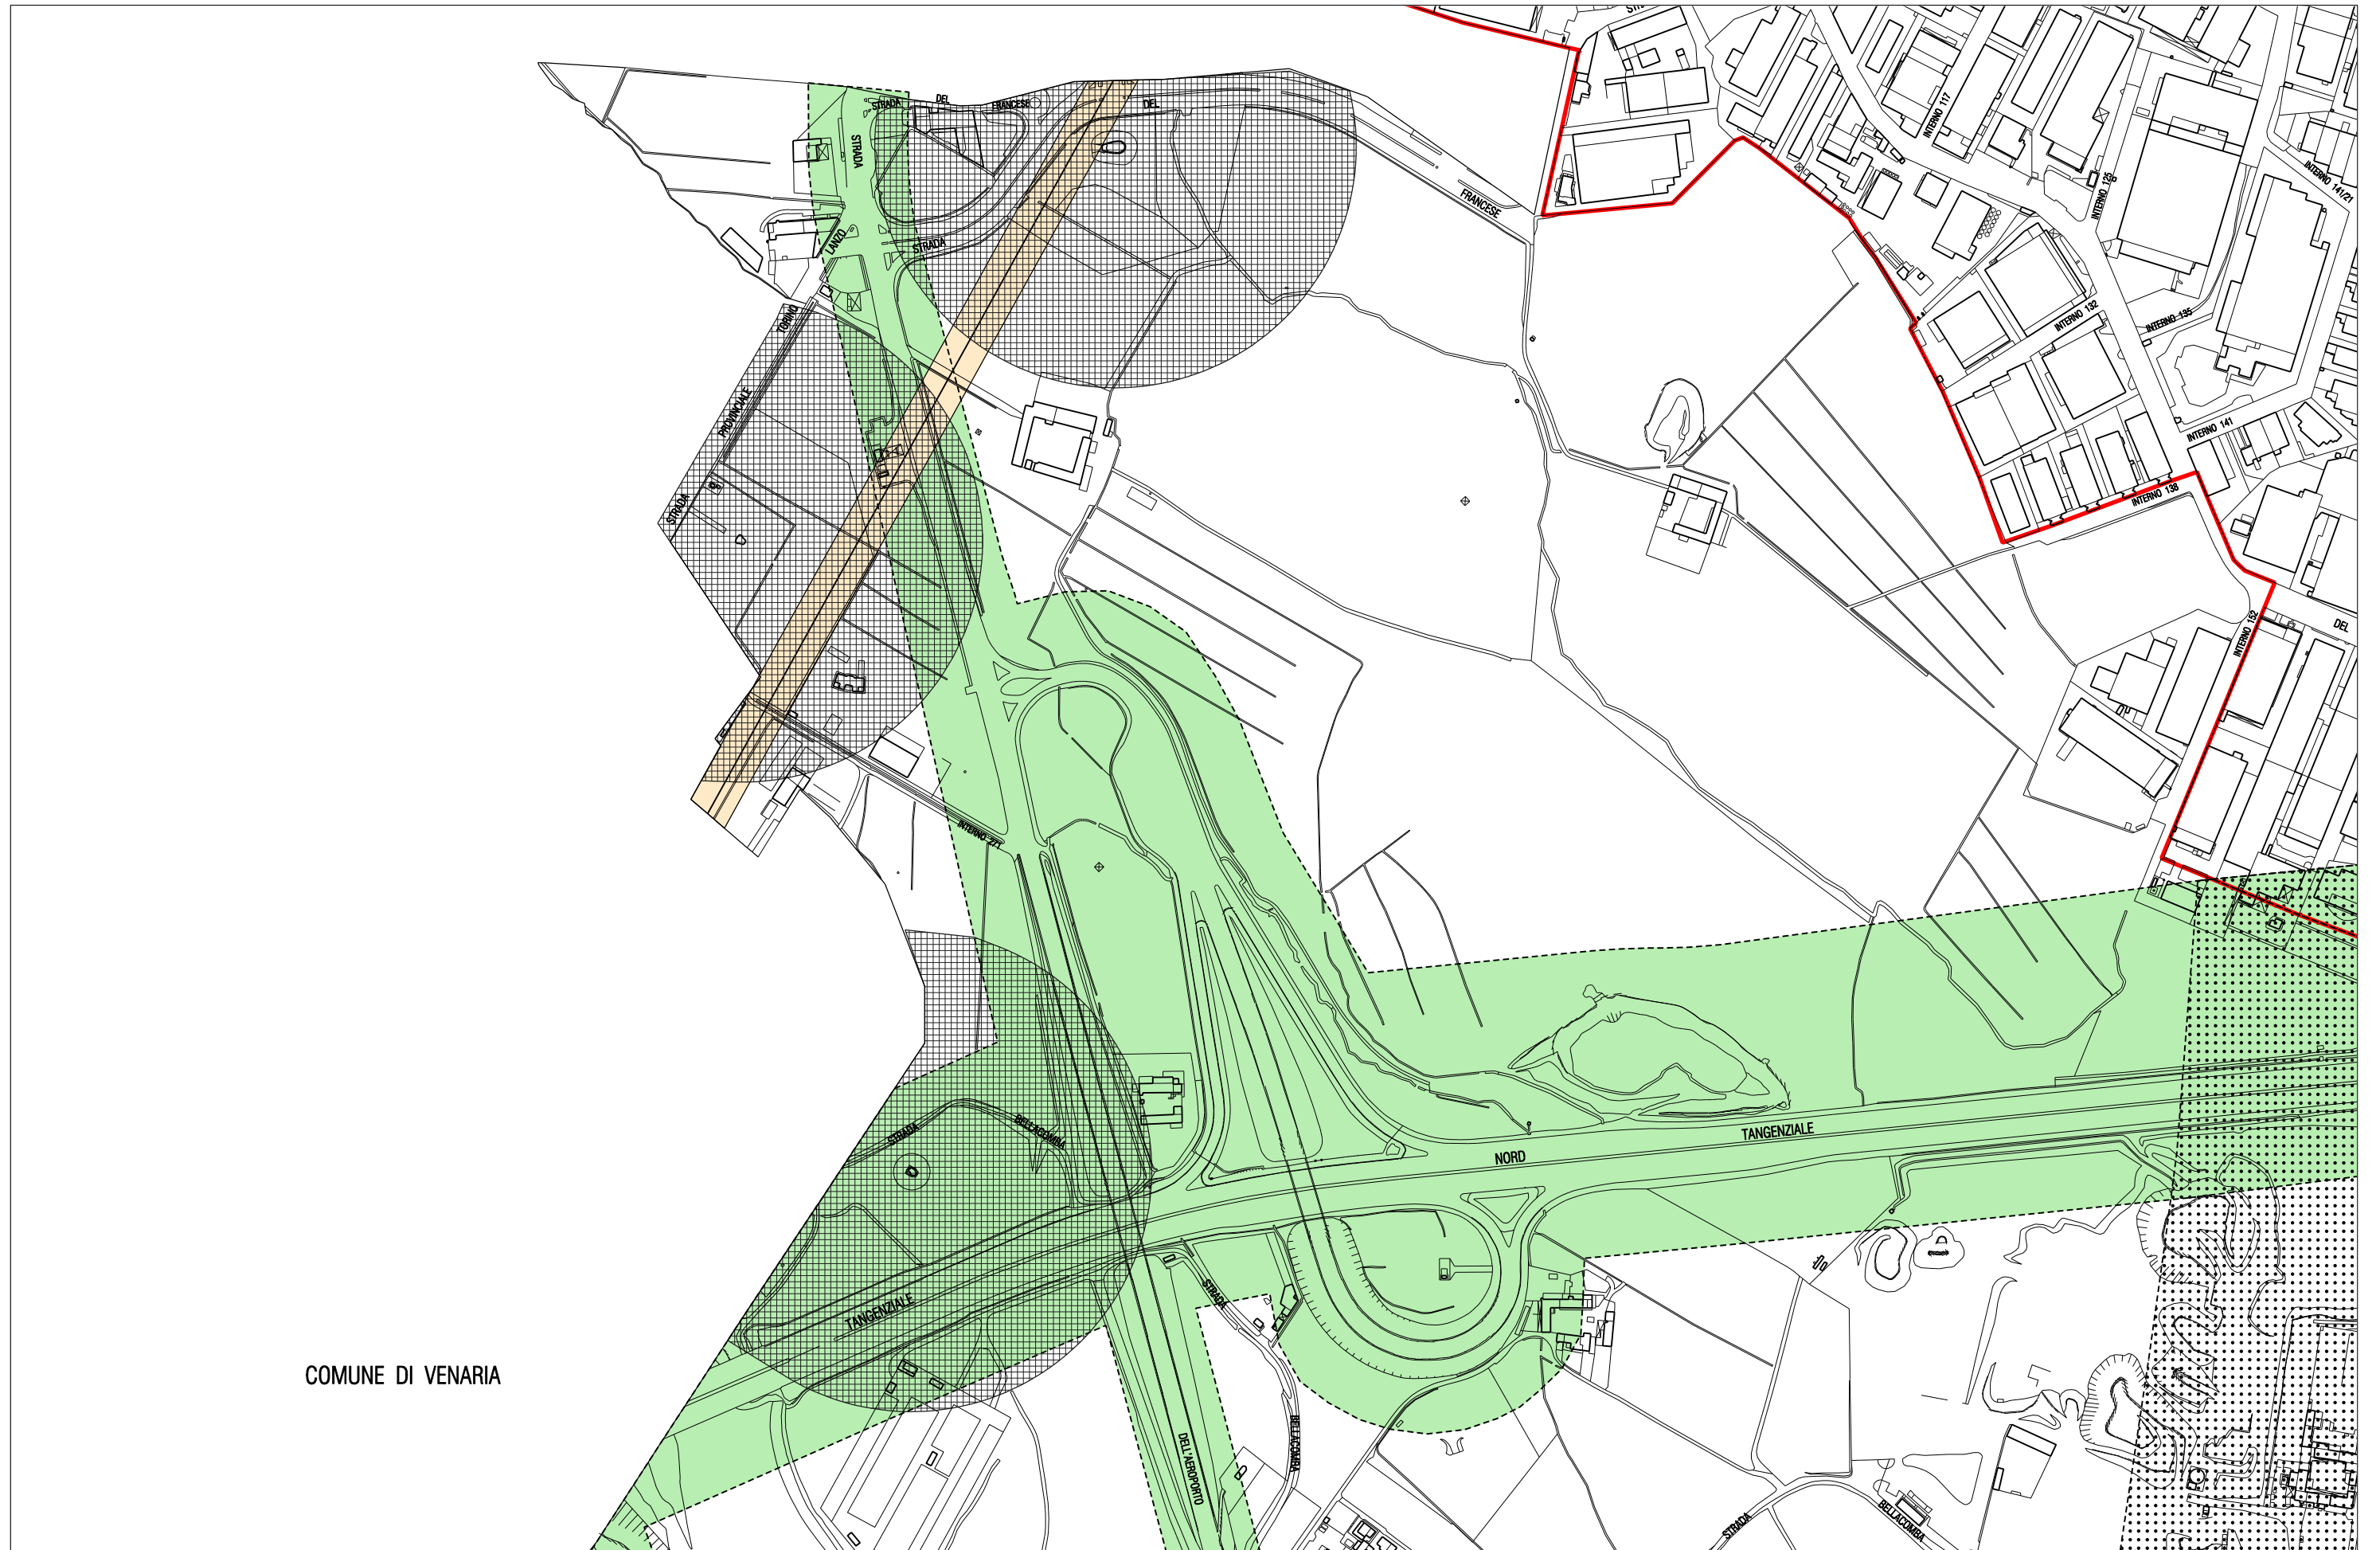 STRADA
DEL
FRANCESE
DEL
STRADA
FRANCESE
LANZO
STRADA
TORINO
PROVINCIALE
STRADA
INTERNO 117
INTERNO 125
INTERNO 141/21
INTERNO 132
INTERNO 135
INTERNO 141
INTERNO 138
INTERNO 152
DEL
INTERNO 271
STRADA
BELLACOMBA
TANGENZIALE
NORD
TANGENZIALE
STRADA
COMUNE DI VENARIA
DELL'AEROPORTO
BELLACOMBA
STRADA
BELLACOMBA